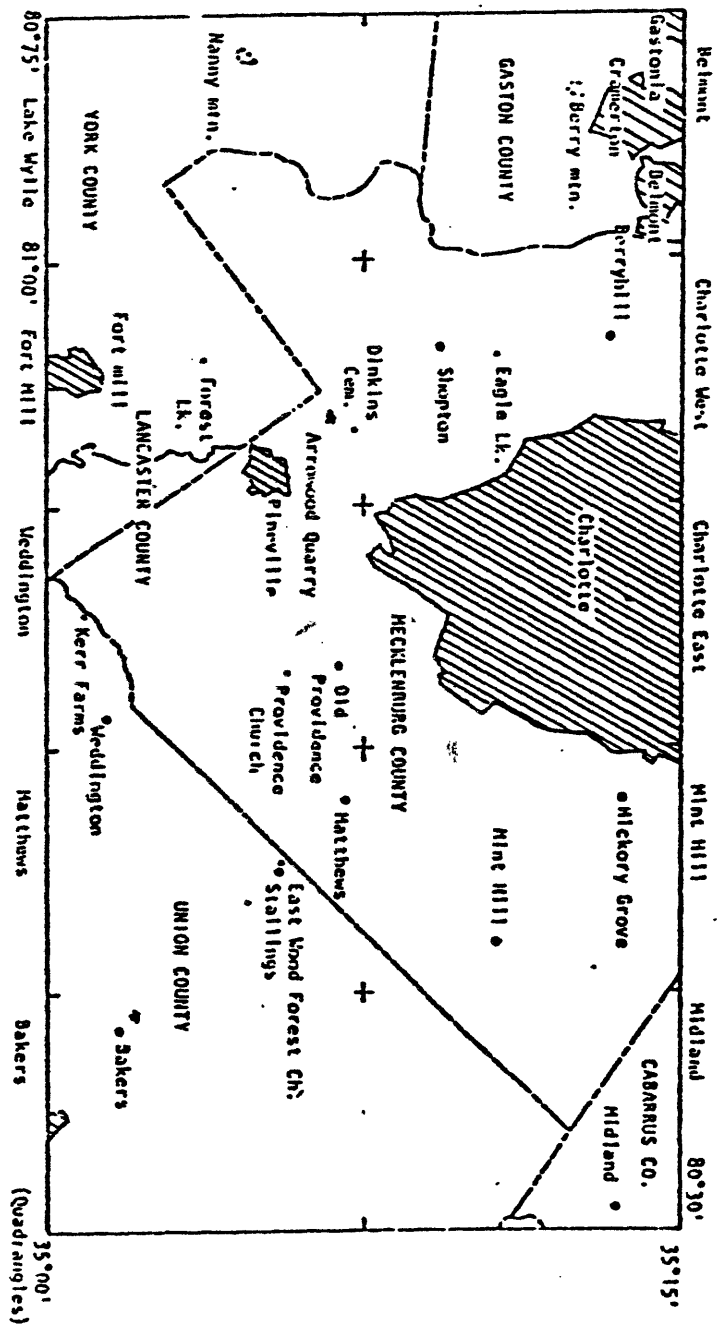 Belmont
Charlotte West
Charlotte East
Mint Hill
Midland
80°30'
35°15'
Gastonia
Cramerton
Belmont
Berry mtn.
Berryhill
GASTON COUNTY
Eagle Lk.
Shopton
Charlotte
Hickory Grove
Mint Hill
CABARRUS CO.
Midland
MECKLENBURG COUNTY
Dinkins
Cem.
Arrowood Quarry
Pineville
Old
Providence
Providence
Church
Matthews
East Wood Forest Ch.
Stallings
Nanny mtn.
YORK COUNTY
Forest
Lk.
Fort mill
LANCASTER COUNTY
Kerr Farms
Weddington
UNION COUNTY
Bakers
80°75'
Lake Wylie
81°00'
Fort Mill
Weddington
Matthews
Bakers
35°00'
(Quadrangles)